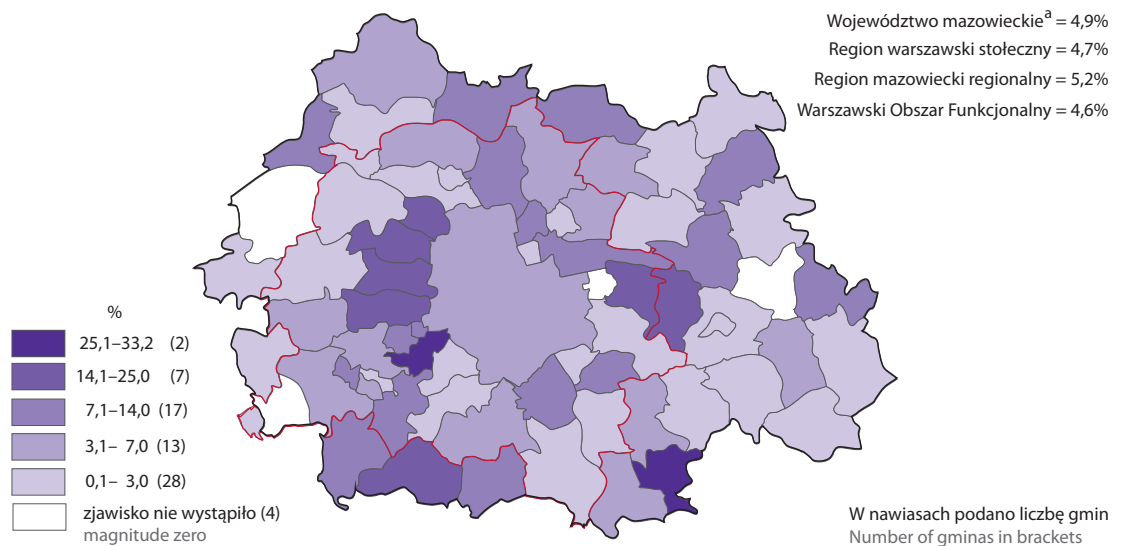 Województwo mazowieckieᵃ = 4,9%
Region warszawski stołeczny = 4,7%
Region mazowiecki regionalny = 5,2%
Warszawski Obszar Funkcjonalny = 4,6%
%
25,1–33,2 (2)
14,1–25,0 (7)
7,1–14,0 (17)
3,1– 7,0 (13)
0,1– 3,0 (28)
zjawisko nie wystąpiło (4)
magnitude zero
W nawiasach podano liczbę gmin
Number of gminas in brackets